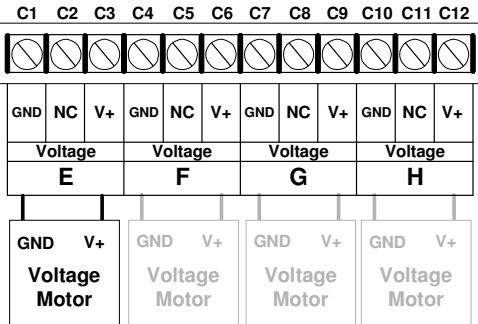 C1 C2 C3 C4 C5 C6 C7 C8 C9 C10 C11 C12
GND NC V+ GND NC V+ GND NC V+ GND NC V+
Voltage Voltage Voltage Voltage
E F G H
GND V+ GND V+ GND V+ GND V+
Voltage Voltage Voltage Voltage
Motor Motor Motor Motor